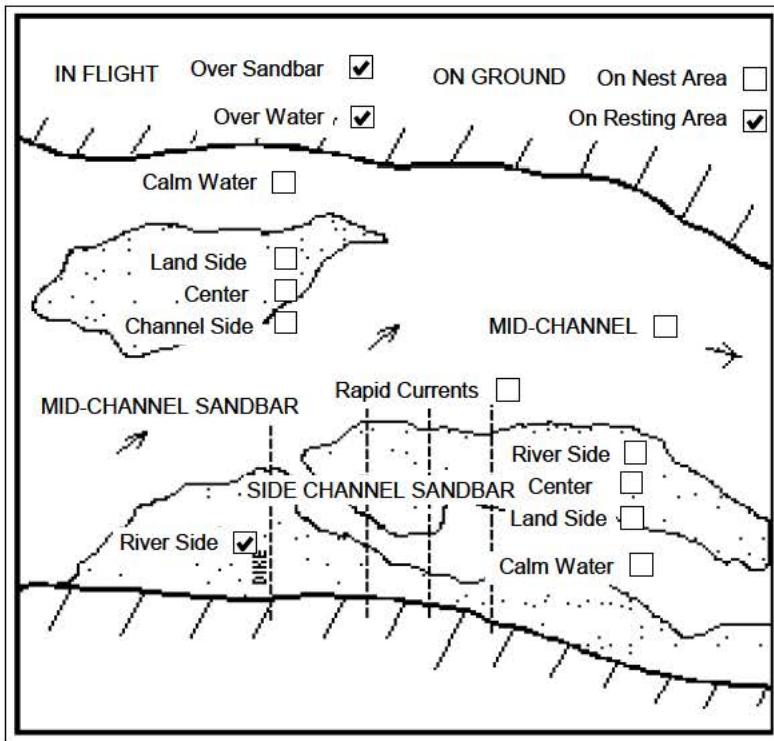 IN FLIGHT Over Sandbar ON GROUND On Nest Area
Over Water On Resting Area
Calm Water
Land Side
Center
Channel Side
MID-CHANNEL
Rapid Currents
MID-CHANNEL SANDBAR
River Side
SIDE CHANNEL SANDBAR Center
Land Side
River Side
DIKE
Calm Water